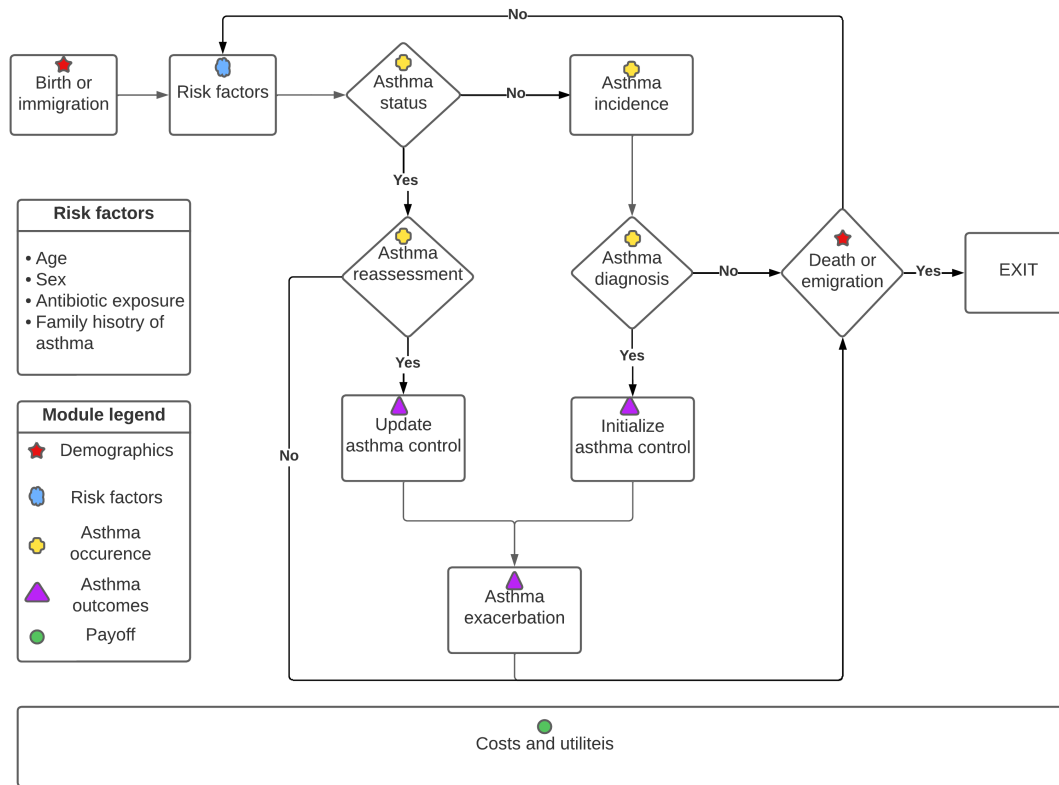 No
Birth or
immigration
Risk factors
Asthma
status
No
Asthma
incidence
Yes
Risk factors
• Age
• Sex
• Antibiotic exposure
• Family hisotry of
asthma
Asthma
reassessment
Asthma
diagnosis
No
Death or
emigration
Yes
EXIT
Yes
Yes
Update
asthma control
Initialize
asthma control
No
Module legend
Demographics
Risk factors
Asthma
occurence
Asthma
outcomes
Payoff
Asthma
exacerbation
Costs and utiliteis